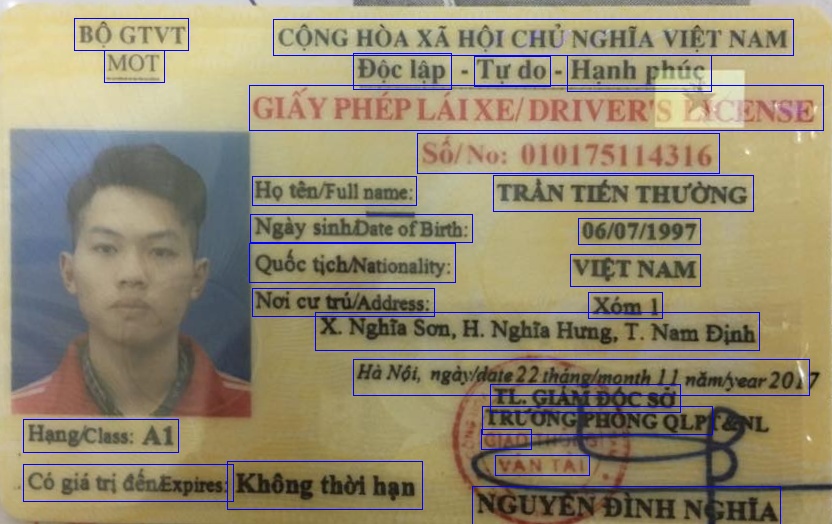 BỘ GTVT
MOT
CỘNG HÒA XÃ HỘI CHỦ NGHĨA VIỆT NAM
Độc lập - Tự do - Hạnh phúc
GIẤY PHÉP LÁI XE/ DRIVER'S LICENSE
Số/ No: 010175114316
Họ tên/Full name: TRẦN TIẾN THƯỜNG
Ngày sinh/Date of Birth: 06/07/1997
Quốc tịch/Nationality: VIỆT NAM
Nơi cư trú/Address: Xóm 1
X. Nghĩa Sơn, H. Nghĩa Hưng, T. Nam Định
Hà Nội, ngày/date 22 tháng/month 11 năm/year 2017
TL. GIÁM ĐỐC SỞ
TRƯỞNG PHÒNG QLPT&NL
GIAO THÔNG
VẬN TẢI
Hạng/Class: A1
Có giá trị đến/Expires: Không thời hạn
NGUYỄN ĐÌNH NGHĨA